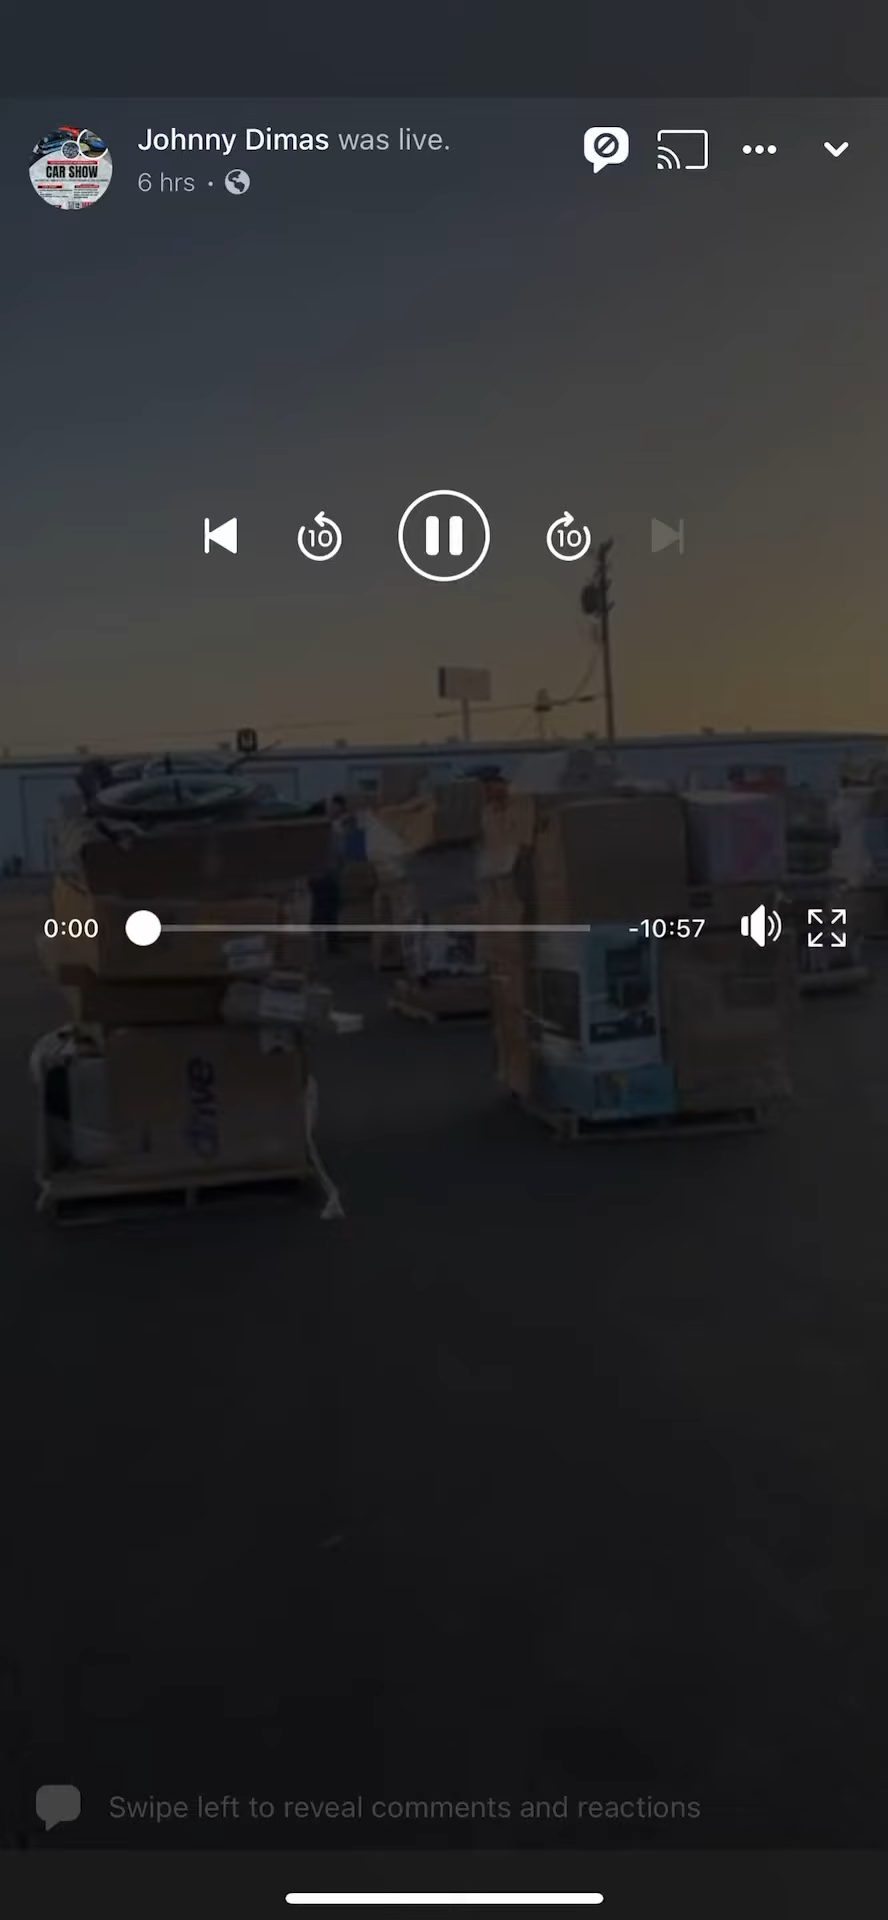 Johnny Dimas was live.
6 hrs ·
CAR SHOW
10
10
0:00
-10:57
drive
Swipe left to reveal comments and reactions